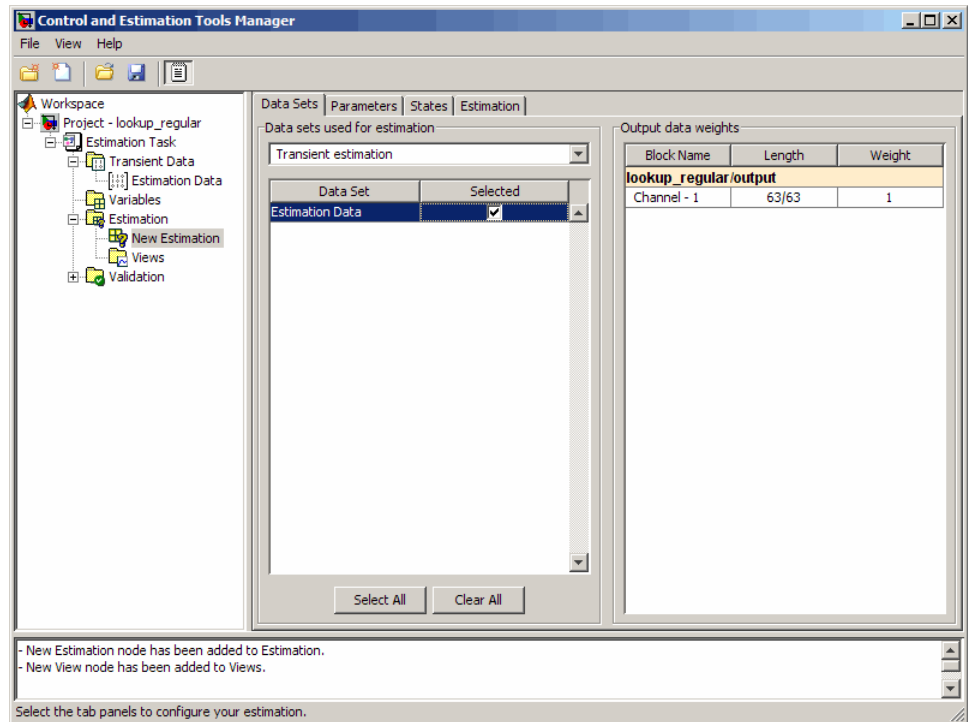 Control and Estimation Tools Manager
File View Help
Workspace
Project - lookup_regular
Estimation Task
Transient Data
Estimation Data
Variables
Estimation
New Estimation
Views
Validation
Data Sets Parameters States Estimation
Data sets used for estimation
Transient estimation
Data Set Selected
Estimation Data
Select All Clear All
Output data weights
Block Name Length Weight
lookup_regular/output
Channel - 1 63/63 1
- New Estimation node has been added to Estimation.
- New View node has been added to Views.
Select the tab panels to configure your estimation.